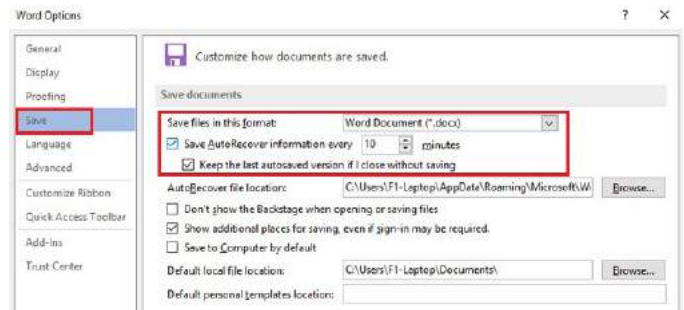 Word Options ? ×
General
Display
Proofing
Save
Language
Advanced
Customize Ribbon
Quick Access Toolbar
Add-Ins
Trust Center
Customize how documents are saved.
Save documents
Save files in this format: Word Document (*.docx)
Save AutoRecover information every 10 minutes
Keep the last autosaved version if I close without saving
AutoRecover file location: C:\Users\F1-Laptop\AppData\Roaming\Microsoft\W Browse...
Don't show the Backstage when opening or saving files
Show additional places for saving, even if sign-in may be required.
Save to Computer by default
Default local file location: C:\Users\F1-Laptop\Documents\ Browse...
Default personal templates location: